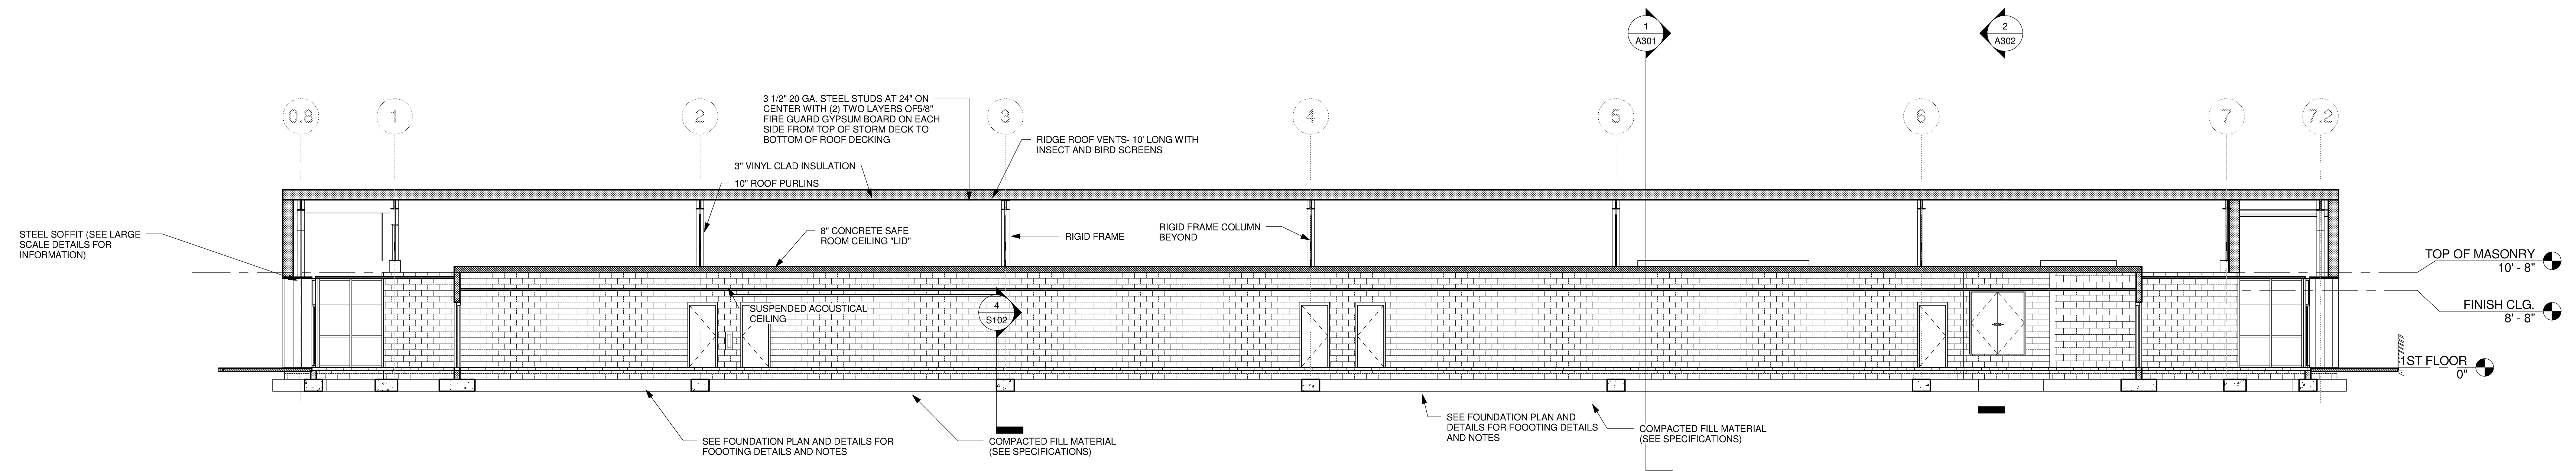 1
A301
2
A302
0.8
1
2
3
4
5
6
7
7.2
3 1/2" 20 GA. STEEL STUDS AT 24" ON
CENTER WITH (2) TWO LAYERS OF5/8"
FIRE GUARD GYPSUM BOARD ON EACH
SIDE FROM TOP OF STORM DECK TO
BOTTOM OF ROOF DECKING
RIDGE ROOF VENTS- 10' LONG WITH
INSECT AND BIRD SCREENS
3" VINYL CLAD INSULATION
10" ROOF PURLINS
STEEL SOFFIT (SEE LARGE
SCALE DETAILS FOR
INFORMATION)
8" CONCRETE SAFE
ROOM CEILING "LID"
RIGID FRAME
RIGID FRAME COLUMN
BEYOND
TOP OF MASONRY
10' - 8"
FINISH CLG.
8' - 8"
SUSPENDED ACOUSTICAL
CEILING
4
S102
1ST FLOOR
0"
SEE FOUNDATION PLAN AND DETAILS FOR
FOOOTING DETAILS AND NOTES
COMPACTED FILL MATERIAL
(SEE SPECIFICATIONS)
SEE FOUNDATION PLAN AND
DETAILS FOR FOOOTING DETAILS
AND NOTES
COMPACTED FILL MATERIAL
(SEE SPECIFICATIONS)